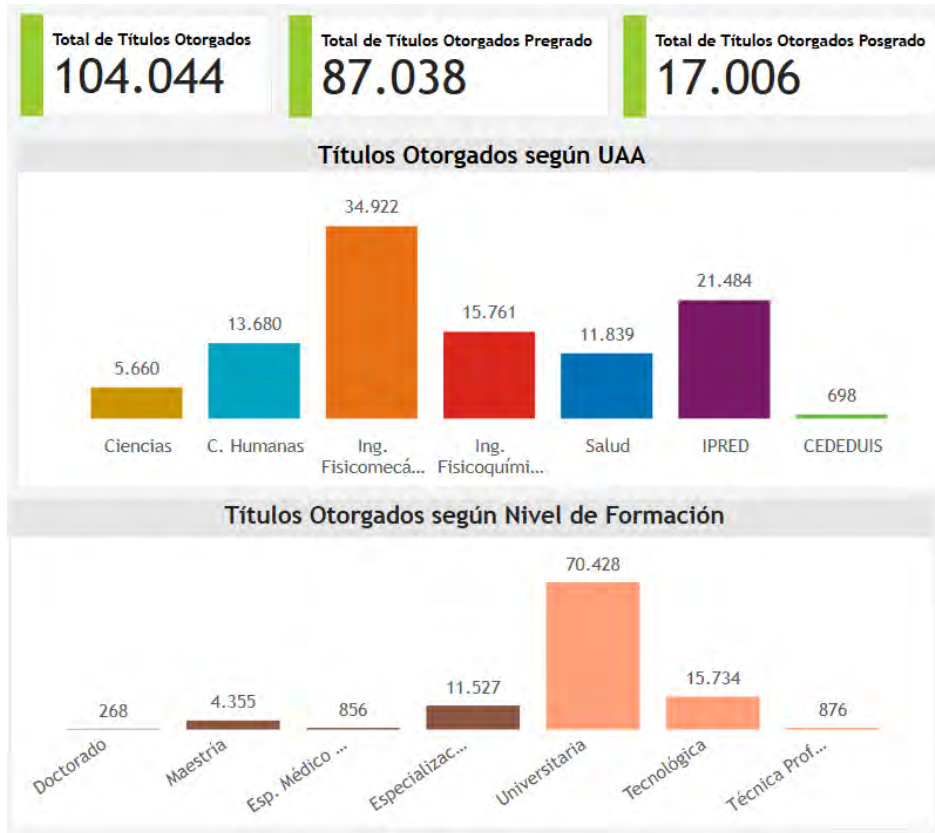 Total de Títulos Otorgados
104.044
Total de Títulos Otorgados Pregrado
87.038
Total de Títulos Otorgados Posgrado
17.006
Títulos Otorgados según UAA
34.922
21.484
15.761
13.680
11.839
5.660
698
Ciencias
C. Humanas
Ing.
Fisicomecá...
Ing.
Fisicoquími...
Salud
IPRED
CEDEDUIS
Títulos Otorgados según Nivel de Formación
70.428
15.734
11.527
4.355
268
856
876
Doctorado
Maestría
Esp. Médico ...
Especializac...
Universitaria
Tecnológica
Técnica Prof...